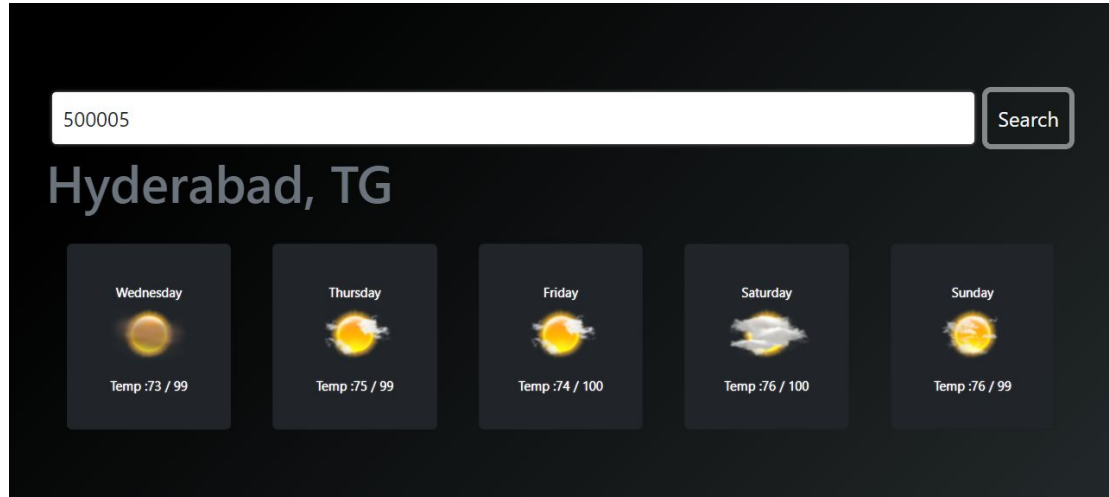 500005
Search
Hyderabad, TG
Wednesday
Thursday
Friday
Saturday
Sunday
Temp :73 / 99
Temp :75 / 99
Temp :74 / 100
Temp :76 / 100
Temp :76 / 99